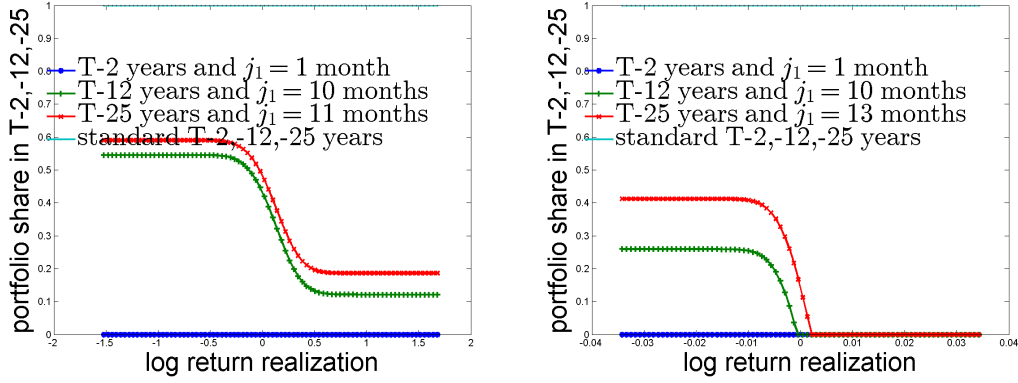 portfolio share in T-2,-12,-25
1
0.9
0.8
0.7
0.6
0.5
0.4
0.3
0.2
0.1
0
T-2 years and j₁ = 1 month
T-12 years and j₁ = 10 months
T-25 years and j₁ = 11 months
standard T-2,-12,-25 years
-2 -1.5 -1 -0.5 0 0.5 1 1.5 2
log return realization
portfolio share in T-2,-12,-25
1
0.9
0.8
0.7
0.6
0.5
0.4
0.3
0.2
0.1
0
T-2 years and j₁ = 1 month
T-12 years and j₁ = 10 months
T-25 years and j₁ = 13 months
standard T-2,-12,-25 years
-0.04 -0.03 -0.02 -0.01 0 0.01 0.02 0.03 0.04
log return realization